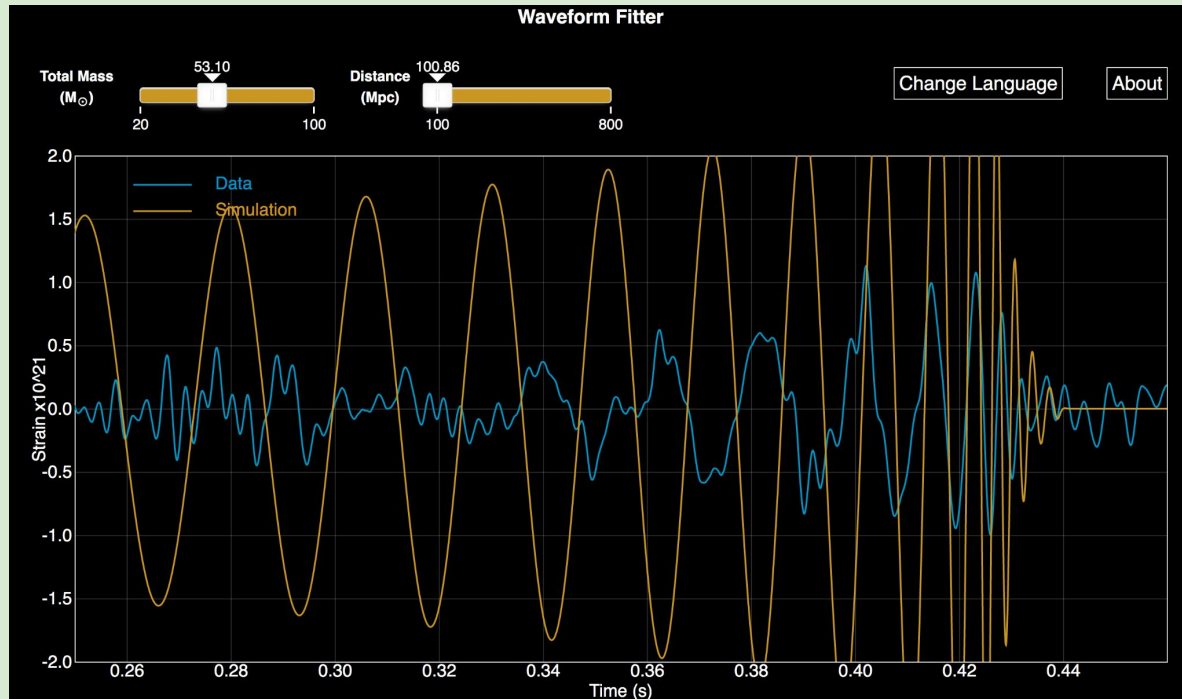 Waveform Fitter
Total Mass
(M☉)
53.10
20
100
Distance
(Mpc)
100.86
100
800
Change Language
About
Data
Simulation
Strain x10^21
2.0
1.5
1.0
0.5
0.0
-0.5
-1.0
-1.5
-2.0
0.26
0.28
0.30
0.32
0.34
0.36
0.38
0.40
0.42
0.44
Time (s)